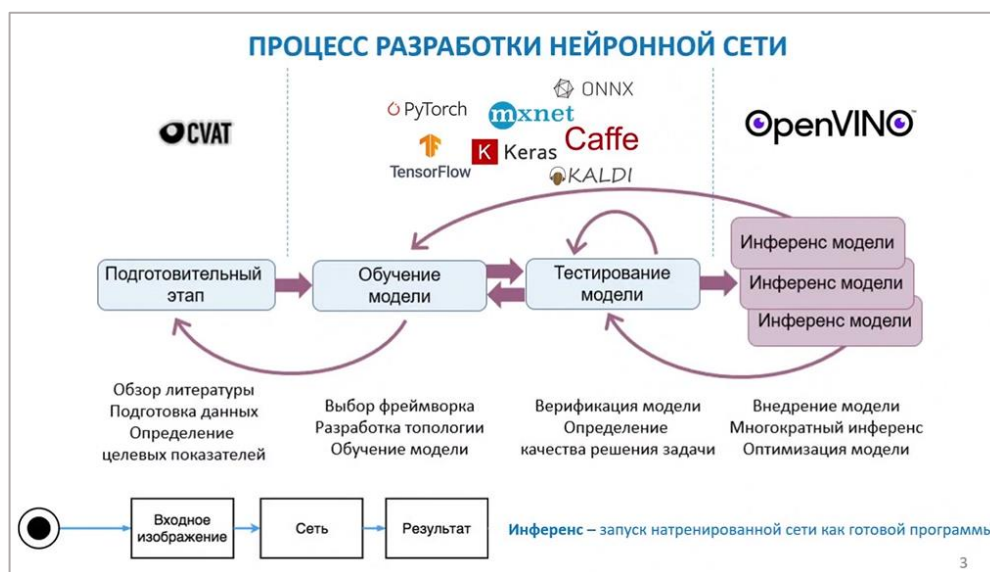 ПРОЦЕСС РАЗРАБОТКИ НЕЙРОННОЙ СЕТИ
CVAT
PyTorch
mxnet
ONNX
TensorFlow
K Keras
Caffe
KALDI
OpenVINO™
Подготовительный
этап
Обучение
модели
Тестирование
модели
Инференс модели
Инференс модели
Инференс модели
Обзор литературы
Подготовка данных
Определение
целевых показателей
Выбор фреймворка
Разработка топологии
Обучение модели
Верификация модели
Определение
качества решения задачи
Внедрение модели
Многократный инференс
Оптимизация модели
Входное
изображение
Сеть
Результат
Инференс – запуск натренированной сети как готовой программы
3